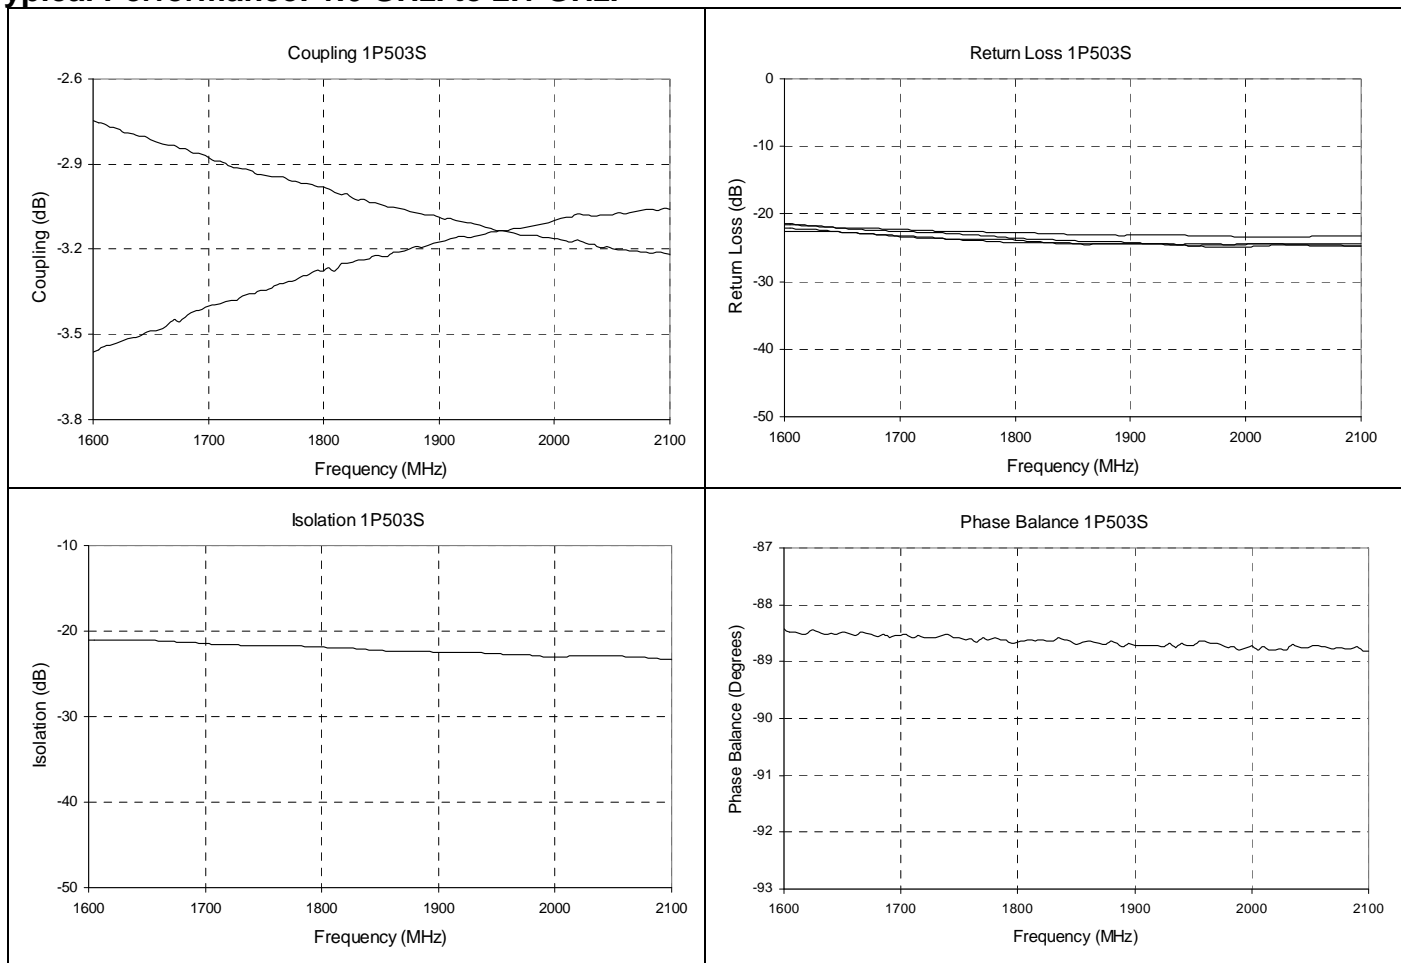 Coupling 1P503S
-2.6
-2.9
-3.2
-3.5
-3.8
Coupling (dB)
1600 1700 1800 1900 2000 2100
Frequency (MHz)
Return Loss 1P503S
0
-10
-20
-30
-40
-50
Return Loss (dB)
1600 1700 1800 1900 2000 2100
Frequency (MHz)
Isolation 1P503S
-10
-20
-30
-40
-50
Isolation (dB)
1600 1700 1800 1900 2000 2100
Frequency (MHz)
Phase Balance 1P503S
-87
-88
-89
-90
-91
-92
-93
Phase Balance (Degrees)
1600 1700 1800 1900 2000 2100
Frequency (MHz)